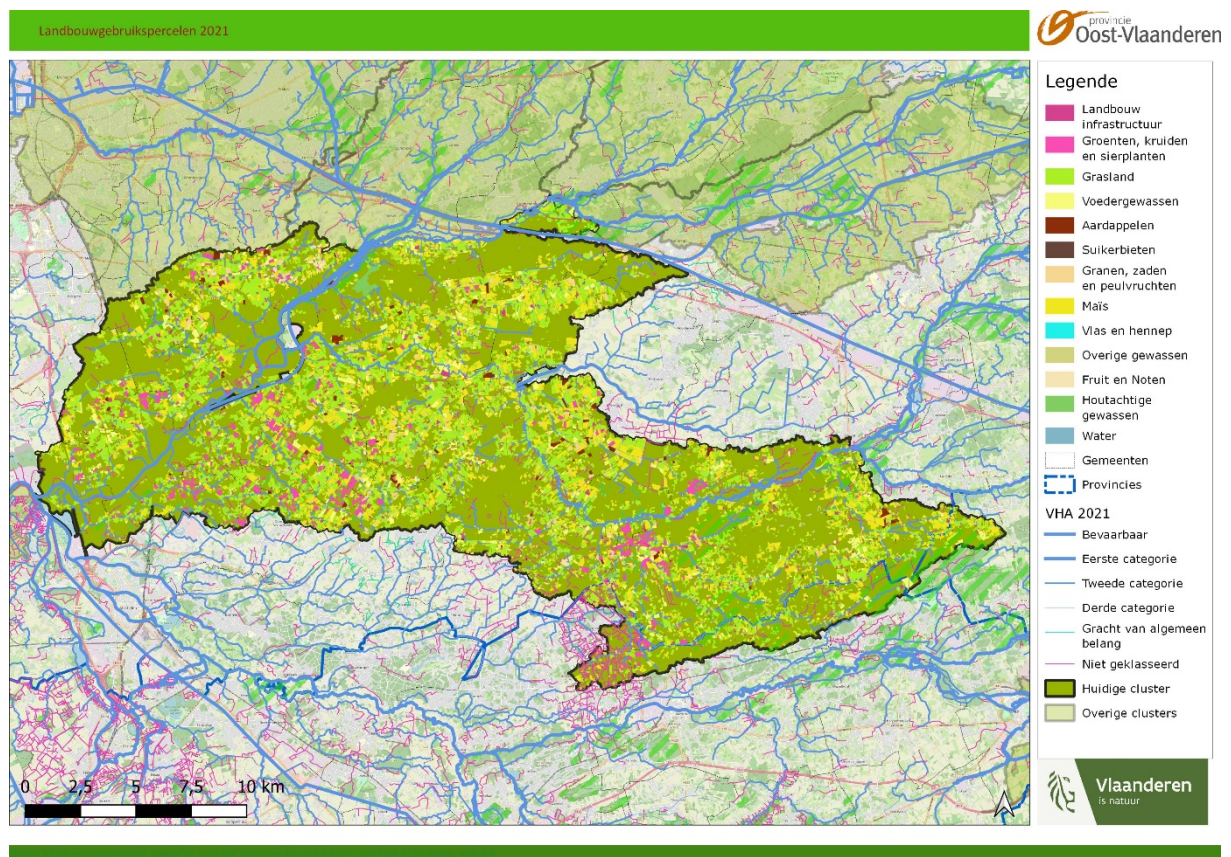 Landbouwgebruikspercelen 2021
provincie
Oost-Vlaanderen
Legende
Landbouw
infrastructuur
Groenten, kruiden
en sierplanten
Grasland
Voedergewassen
Aardappelen
Suikerbieten
Granen, zaden
en peulvruchten
Maïs
Vlas en hennep
Overige gewassen
Fruit en Noten
Houtachtige
gewassen
Water
Gemeenten
Provincies
VHA 2021
Bevaarbaar
Eerste categorie
Tweede categorie
Derde categorie
Gracht van algemeen
belang
Niet geklasseerd
Huidige cluster
Overige clusters
0 2,5 5 7,5 10 km
Vlaanderen
is natuur